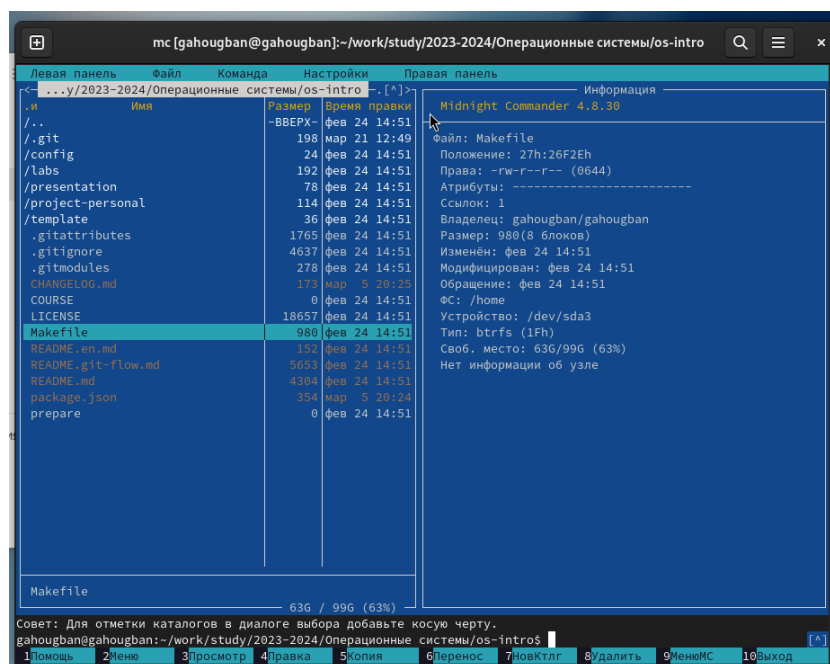 mc [gahougban@gahougban]:~/work/study/2023-2024/Операционные системы/os-intro
Левая панель Файл Команда Настройки Правая панель
<— ...y/2023-2024/Операционные системы/os-intro —.[^]>
.и Имя Размер Время правки
/.. -ВВЕРХ- фев 24 14:51
/.git 198 мар 21 12:49
/config 24 фев 24 14:51
/labs 192 фев 24 14:51
/presentation 78 фев 24 14:51
/project-personal 114 фев 24 14:51
/template 36 фев 24 14:51
.gitattributes 1765 фев 24 14:51
.gitignore 4637 фев 24 14:51
.gitmodules 278 фев 24 14:51
CHANGELOG.md 173 мар 5 20:25
COURSE 0 фев 24 14:51
LICENSE 18657 фев 24 14:51
Makefile 980 фев 24 14:51
README.en.md 152 фев 24 14:51
README.git-flow.md 5653 фев 24 14:51
README.md 4304 фев 24 14:51
package.json 354 мар 5 20:24
prepare 0 фев 24 14:51
Makefile
63G / 99G (63%)
Информация
Midnight Commander 4.8.30
Файл: Makefile
Положение: 27h:26F2Eh
Права: -rw-r--r-- (0644)
Атрибуты: --------------------------
Ссылок: 1
Владелец: gahougban/gahougban
Размер: 980(8 блоков)
Изменён: фев 24 14:51
Модифицирован: фев 24 14:51
Обращение: фев 24 14:51
ФС: /home
Устройство: /dev/sda3
Тип: btrfs (1Fh)
Своб. место: 63G/99G (63%)
Нет информации об узле
Совет: Для отметки каталогов в диалоге выбора добавьте косую черту.
gahougban@gahougban:~/work/study/2023-2024/Операционные системы/os-intro$ [^]
1Помощь 2Меню 3Просмотр 4Правка 5Копия 6Перенос 7НовКтлг 8Удалить 9МенюMC 10Выход